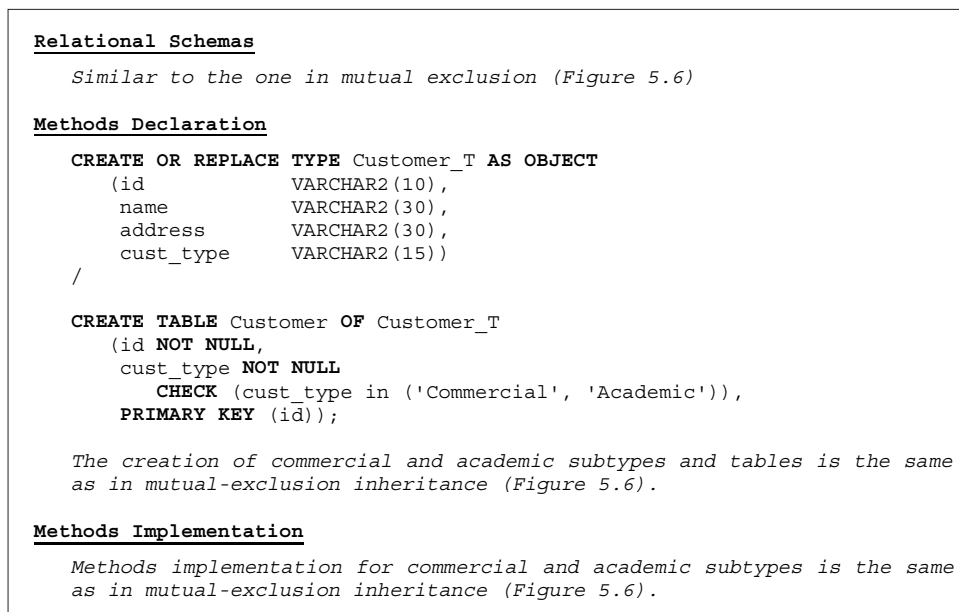 Relational Schemas
Similar to the one in mutual exclusion (Figure 5.6)
Methods Declaration
CREATE OR REPLACE TYPE Customer_T AS OBJECT
(id VARCHAR2(10),
name VARCHAR2(30),
address VARCHAR2(30),
cust_type VARCHAR2(15))
/
CREATE TABLE Customer OF Customer_T
(id NOT NULL,
cust_type NOT NULL
CHECK (cust_type in ('Commercial', 'Academic')),
PRIMARY KEY (id));
The creation of commercial and academic subtypes and tables is the same
as in mutual-exclusion inheritance (Figure 5.6).
Methods Implementation
Methods implementation for commercial and academic subtypes is the same
as in mutual-exclusion inheritance (Figure 5.6).